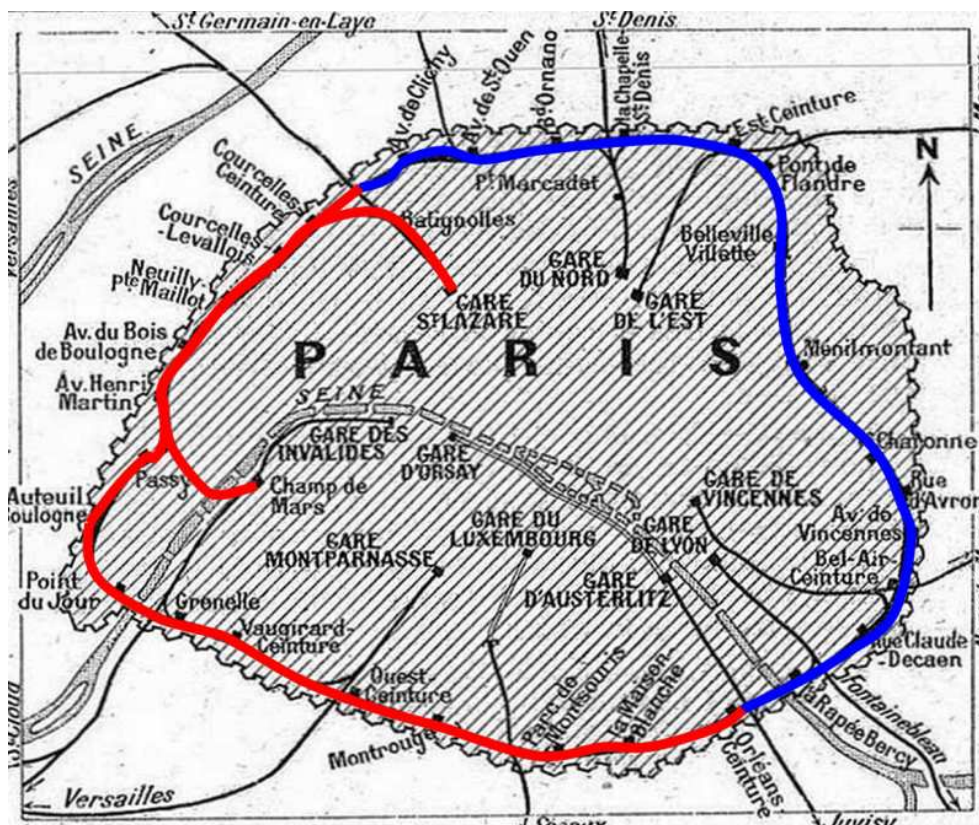 St Germain-en-Laye
St Denis
SEINE
Av. de Clichy
Av. de St Ouen
Bd Ornano
la Chapelle-
St Denis
Est Ceinture
Pont de
Flandre
N
Courcelles
Ceinture
Courcelles
-Levallois
Neuilly-
Pte Maillot
Batignolles
Pt Marcadet
Belleville
Villette
GARE
DU NORD
GARE
ST LAZARE
GARE
DE L'EST
Av. du Bois
de Boulogne
PARIS
Ménilmontant
Av. Henri
Martin
SEINE
GARE DES
INVALIDES
GARE
D'ORSAY
Charonne
Passy
Champ de
Mars
GARE DE
VINCENNES
Rue
d'Avron
Auteuil
Boulogne
GARE
MONTPARNASSE
GARE DU
LUXEMBOURG
GARE
DE LYON
Av. de
Vincennes
Bel-Air-
Ceinture
Point
du Jour
Grenelle
GARE
D'AUSTERLITZ
Vaugirard-
Ceinture
Rue Claude
-Decaen
Ouest-
Ceinture
Parc de
Montsouris
la Maison-
Blanche
Montrouge
Orléans
Ceinture
la Rapée Bercy
Fontainebleau
Versailles
Juvisy
Versailles